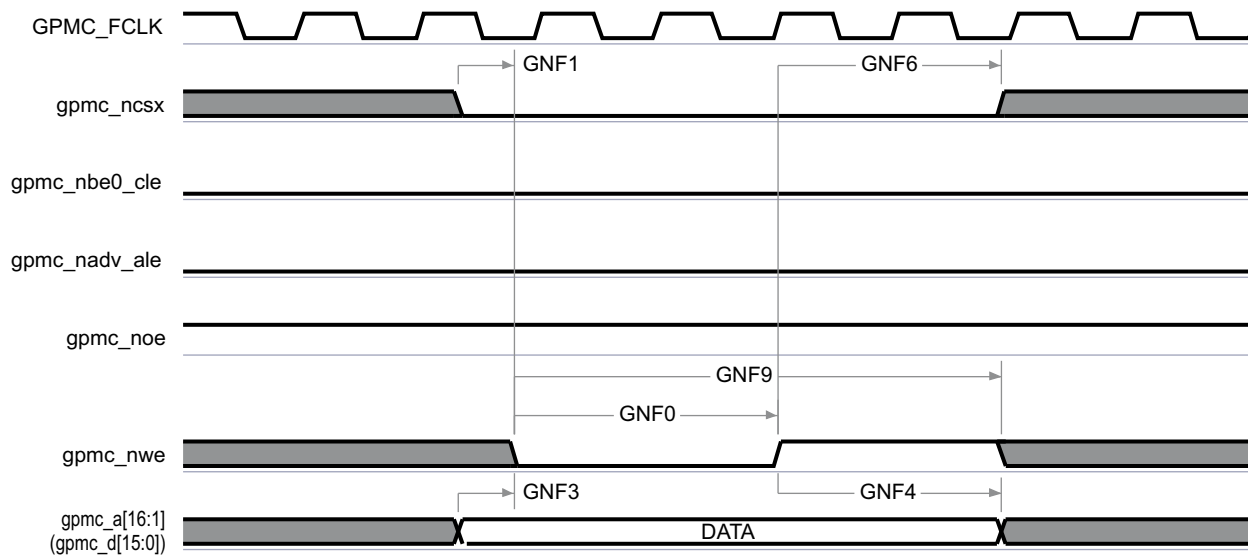 GPMC_FCLK
GNF1
GNF6
gpmc_ncsx
gpmc_nbe0_cle
gpmc_nadv_ale
gpmc_noe
GNF9
GNF0
gpmc_nwe
GNF3
GNF4
gpmc_a[16:1]
(gpmc_d[15:0])
DATA